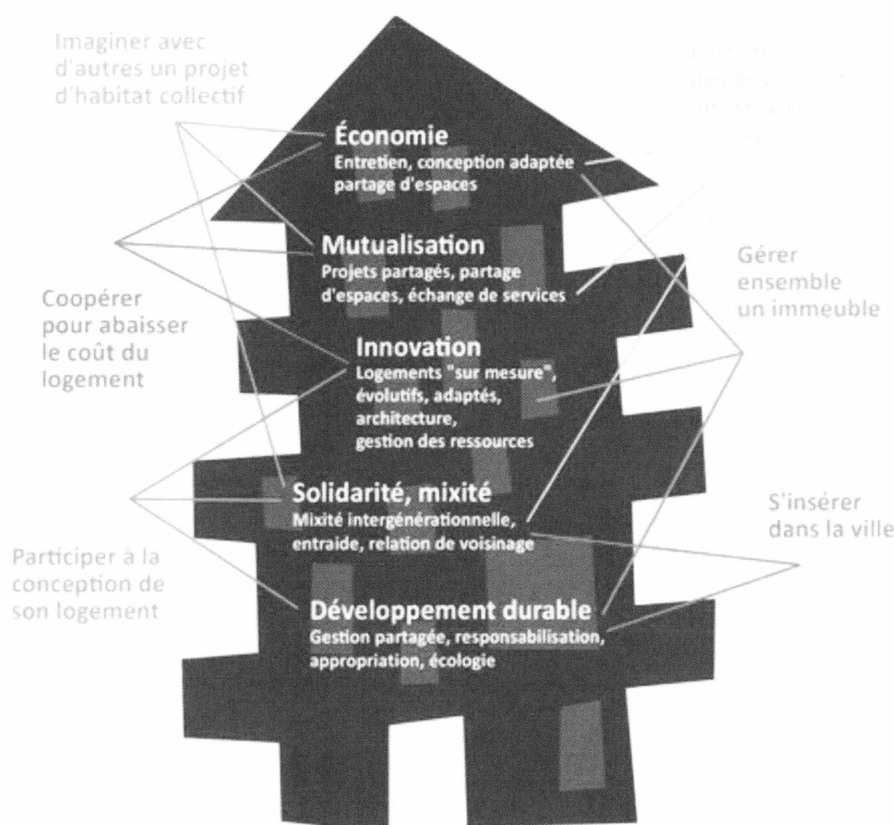 Imaginer avec
d'autres un projet
d'habitat collectif
Économie
Entretien, conception adaptée
partage d'espaces
Mutualisation
Projets partagés, partage
d'espaces, échange de services
Gérer
ensemble
un immeuble
Coopérer
pour abaisser
le coût du
logement
Innovation
Logements "sur mesure",
évolutifs, adaptés,
architecture,
gestion des ressources
Solidarité, mixité
Mixité intergénérationnelle,
entraide, relation de voisinage
S'insérer
dans la ville
Participer à la
conception de
son logement
Développement durable
Gestion partagée, responsabilisation,
appropriation, écologie